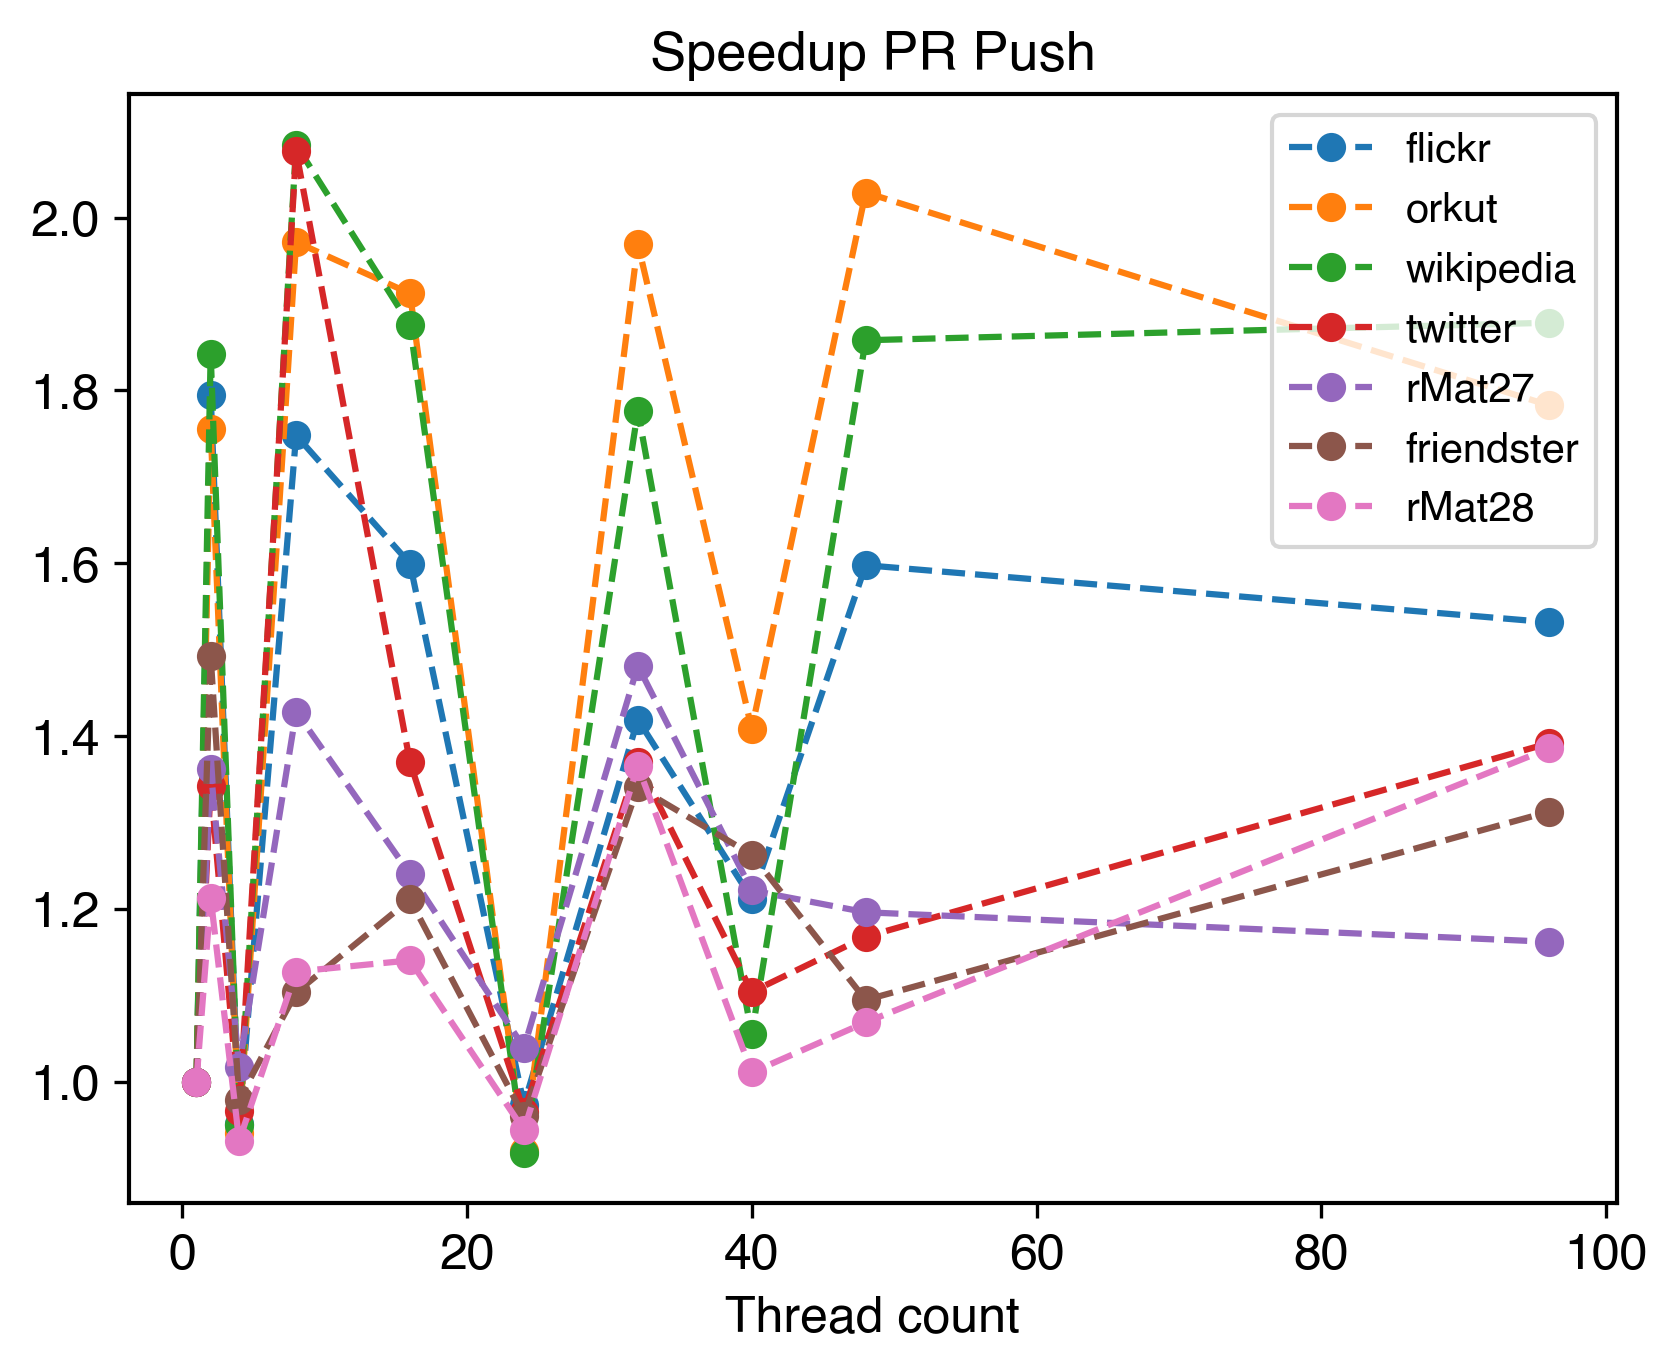 Speedup PR Push
flickr
orkut
wikipedia
twitter
rMat27
friendster
rMat28
2.0
1.8
1.6
1.4
1.2
1.0
0 20 40 60 80 100
Thread count